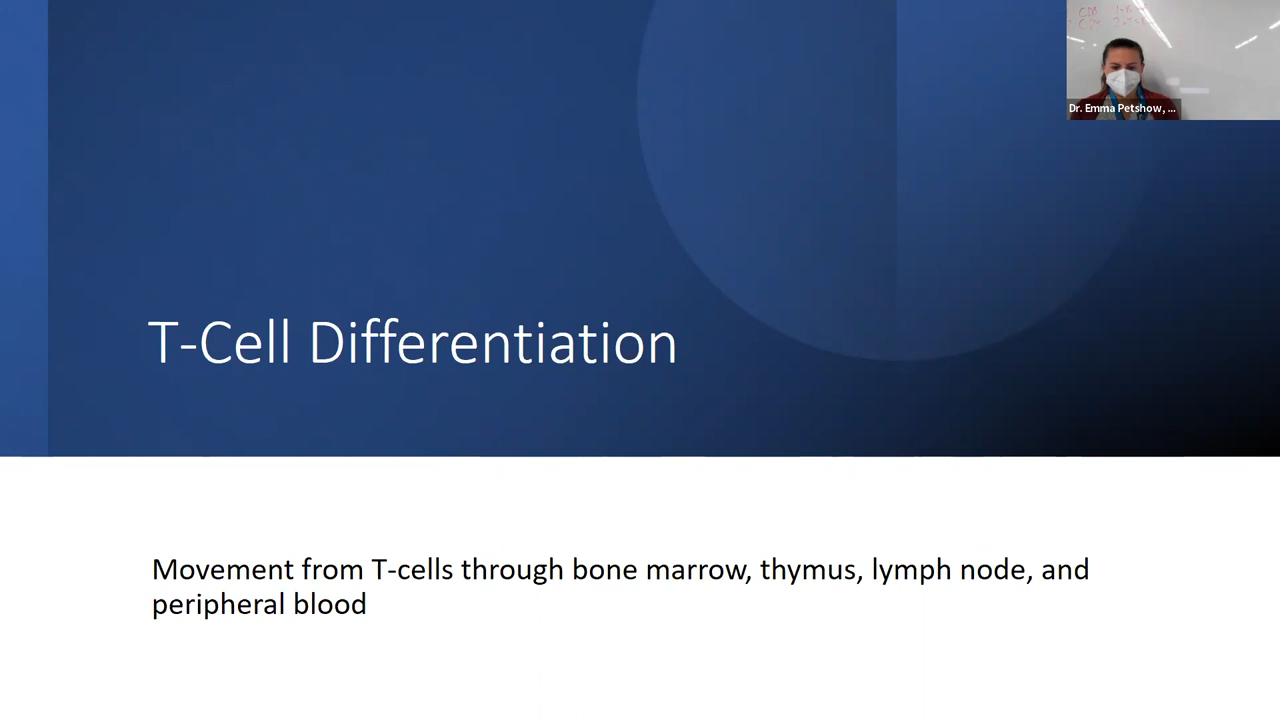 T-Cell Differentiation
Movement from T-cells through bone marrow, thymus, lymph node, and
peripheral blood
Dr. Emma Petshow, ...